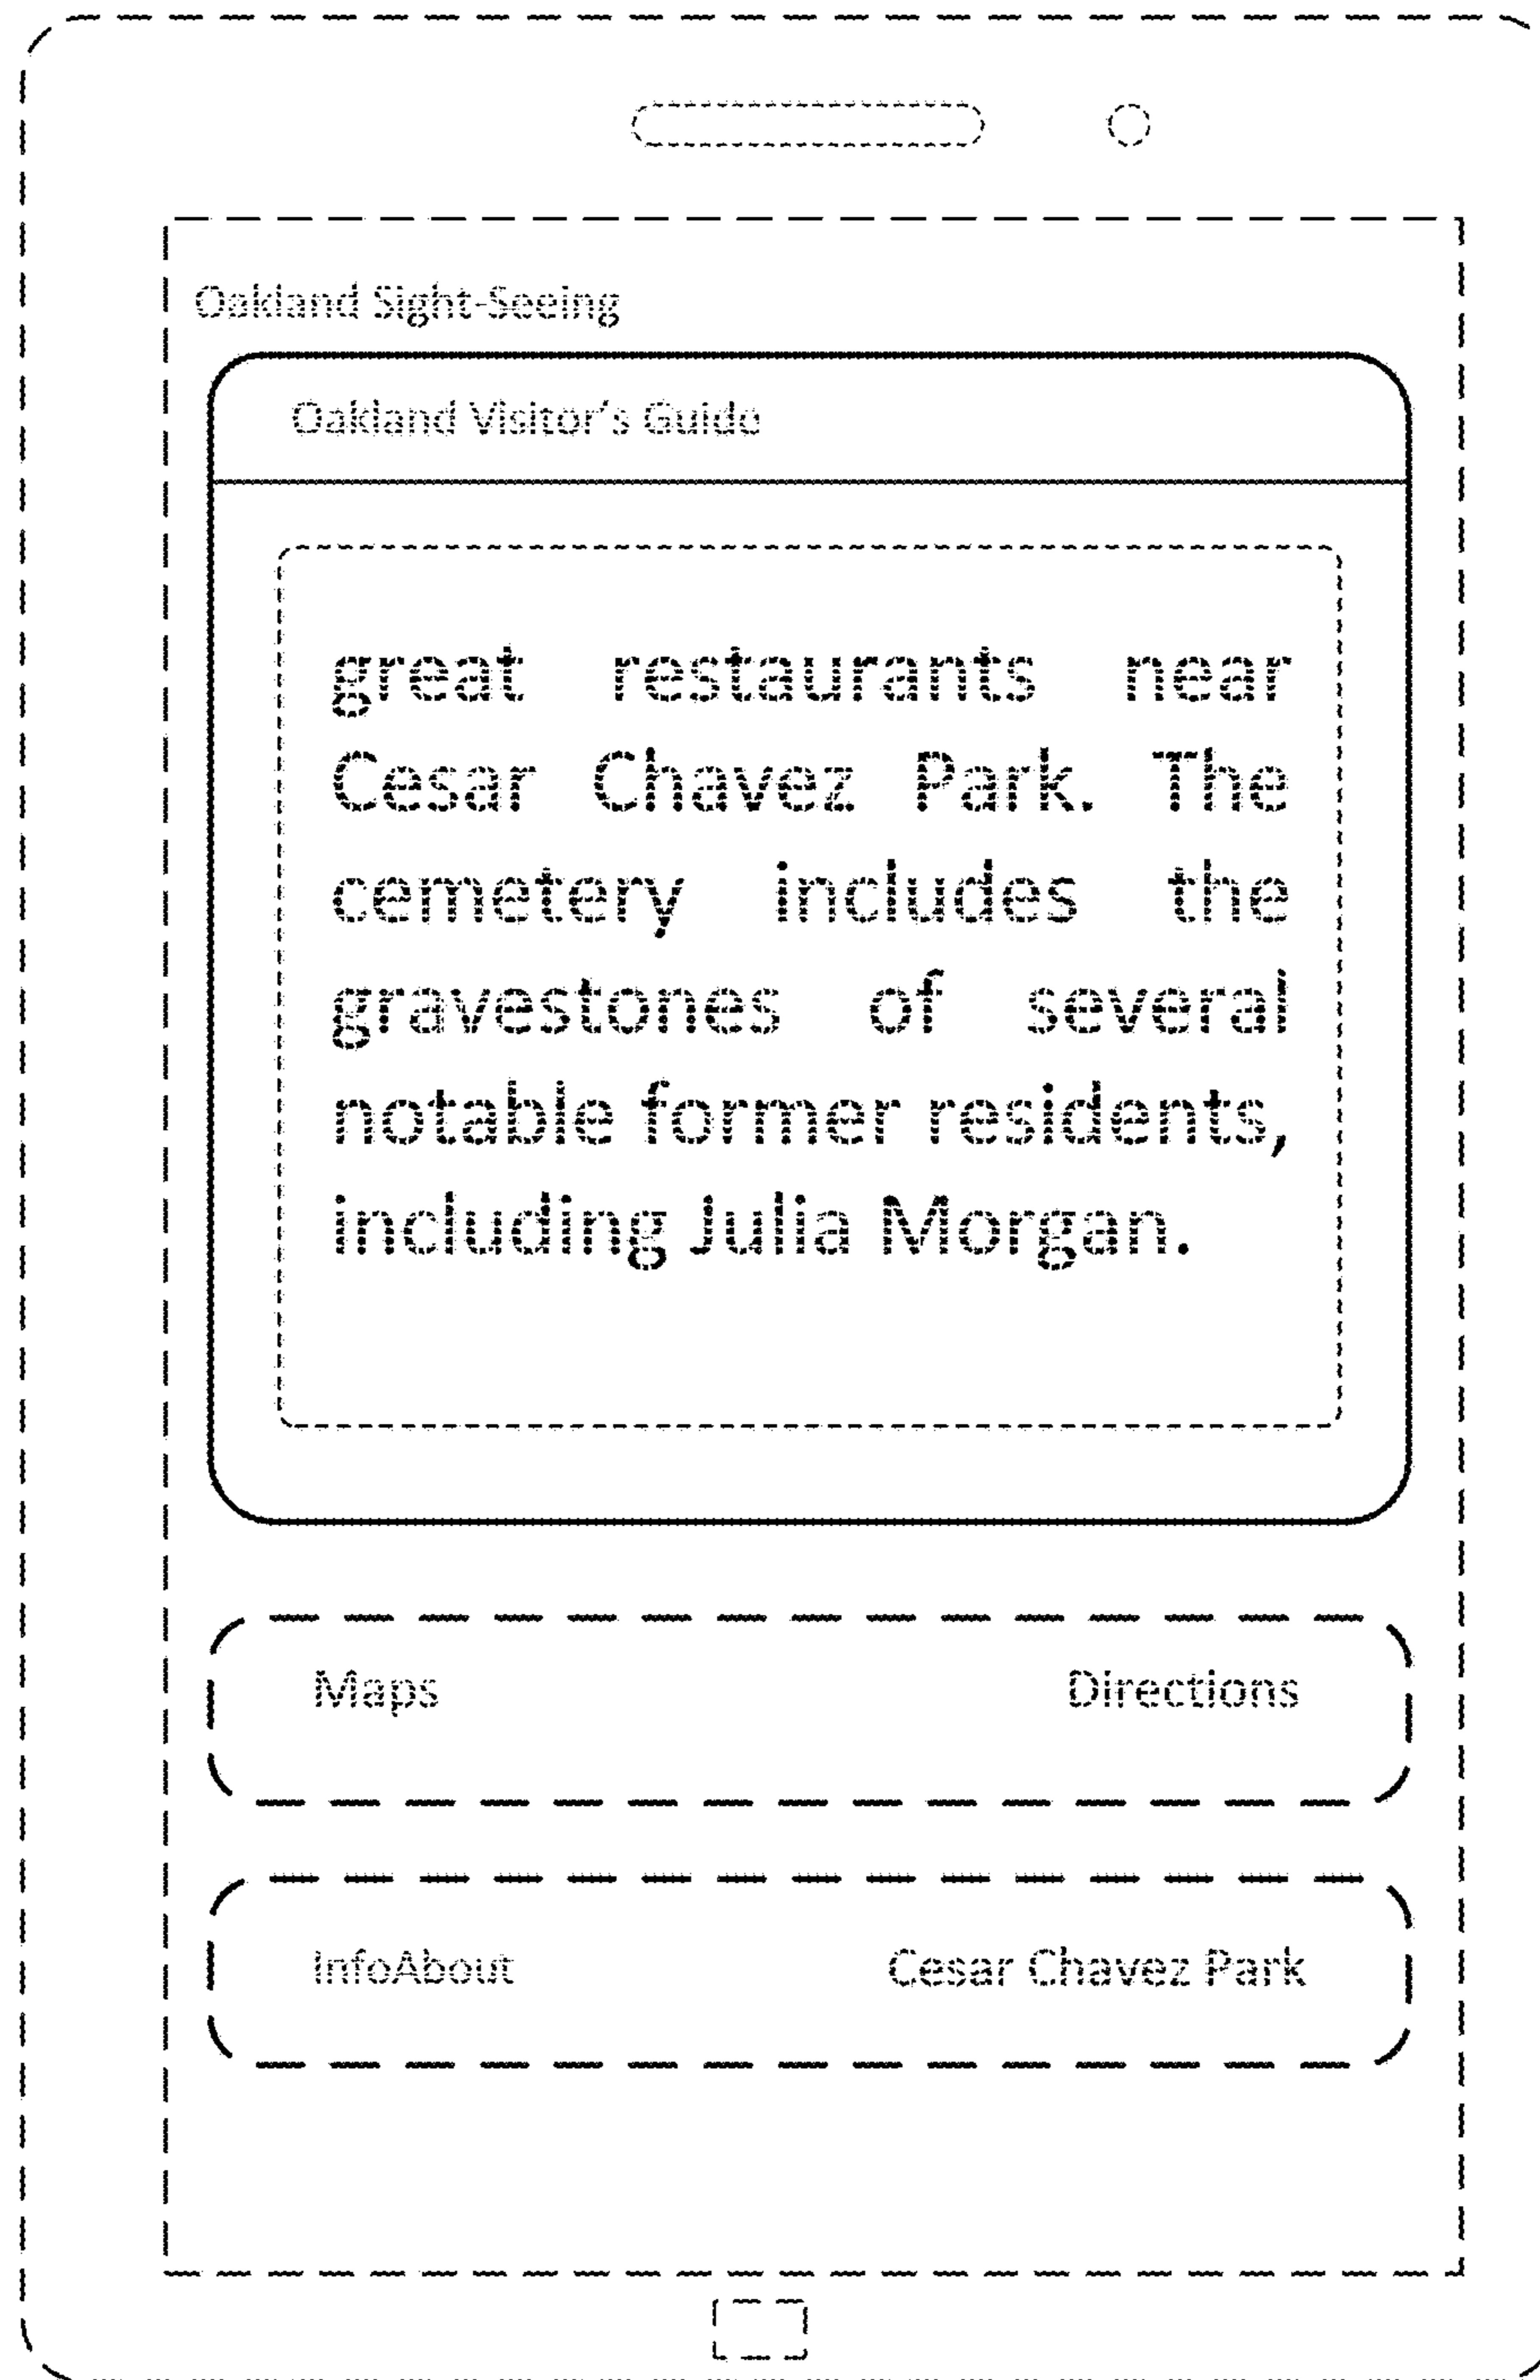 Oakland Sight-Seeing
Oakland Visitor's Guide
great restaurants near
Cesar Chavez Park. The
cemetery includes the
gravestones of several
notable former residents,
including Julia Morgan.
Maps Directions
InfoAbout Cesar Chavez Park